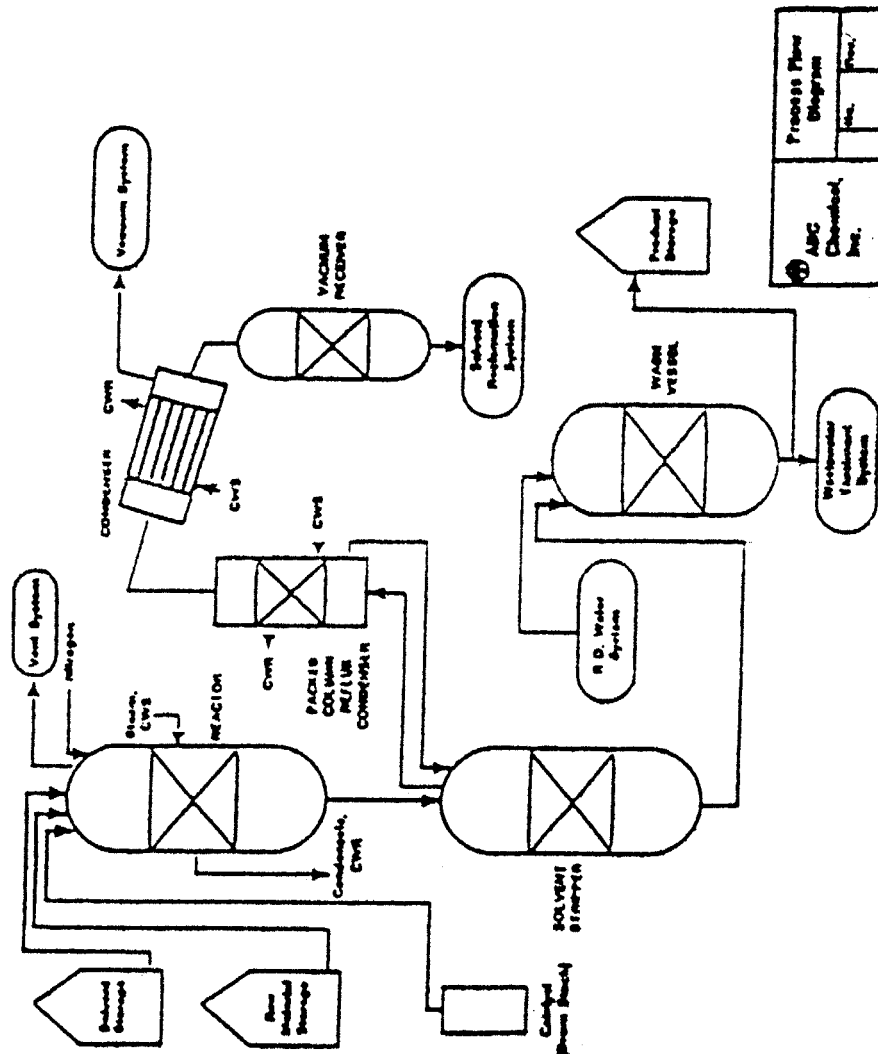 Vent System
Nitrogen
Steam,
CWS
REACTOR
Condensate,
CWR
Solvent
Storage
Raw
Material
Storage
Catalyst
(Drum Stock)
SOLVENT
STRIPPER
PACKED
COLUMN
REFLUX
CONDENSER
CWR
CWS
CONDENSER
CWR
CWS
Vacuum System
VACUUM
RECEIVER
Solvent
Reclamation
System
Water
System
WASH
VESSEL
Wastewater
Treatment
System
Product
Storage
ABC
Chemical,
Inc.
Process Flow
Diagram
No.